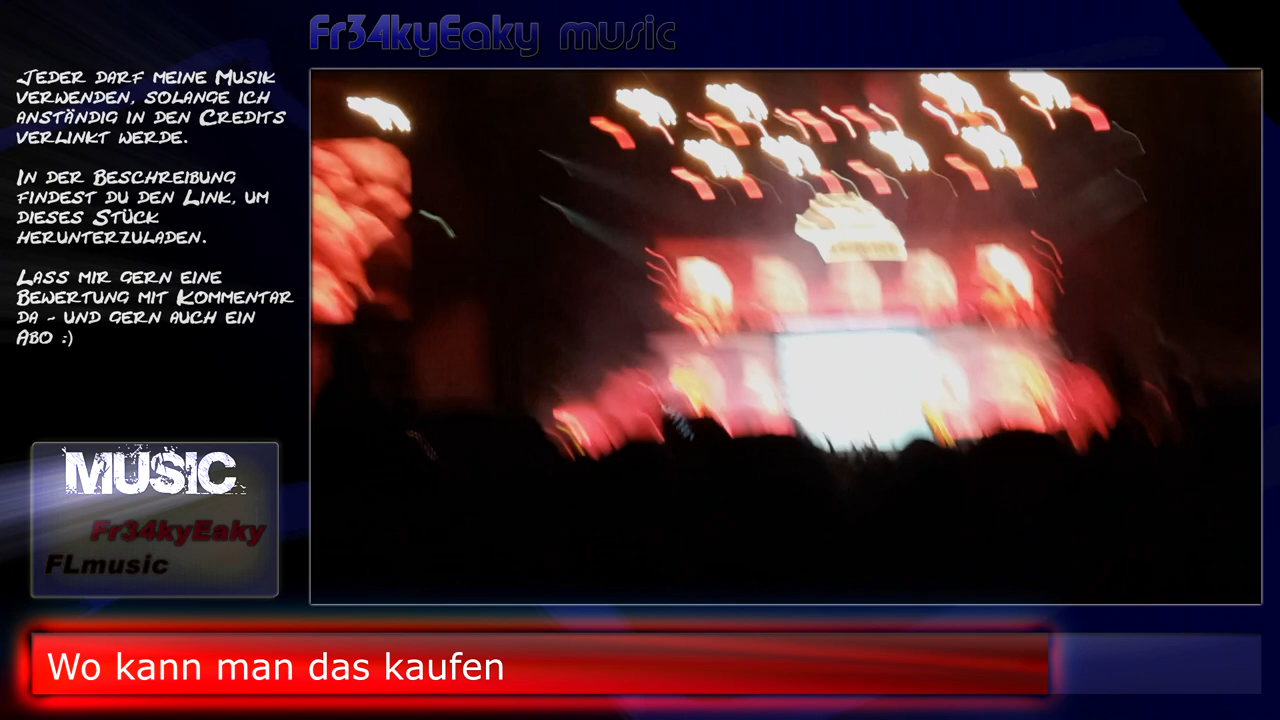 Fr34kyEaky music
Jeder darf meine Musik
verwenden, solange ich
anständig in den Credits
verlinkt werde.
In der Beschreibung
findest du den Link, um
dieses Stück
herunterzuladen.
Lass mir gern eine
Bewertung mit Kommentar
da - und gern auch ein
Abo :)
MUSIC
Fr34kyEaky
FLmusic
Wo kann man das kaufen